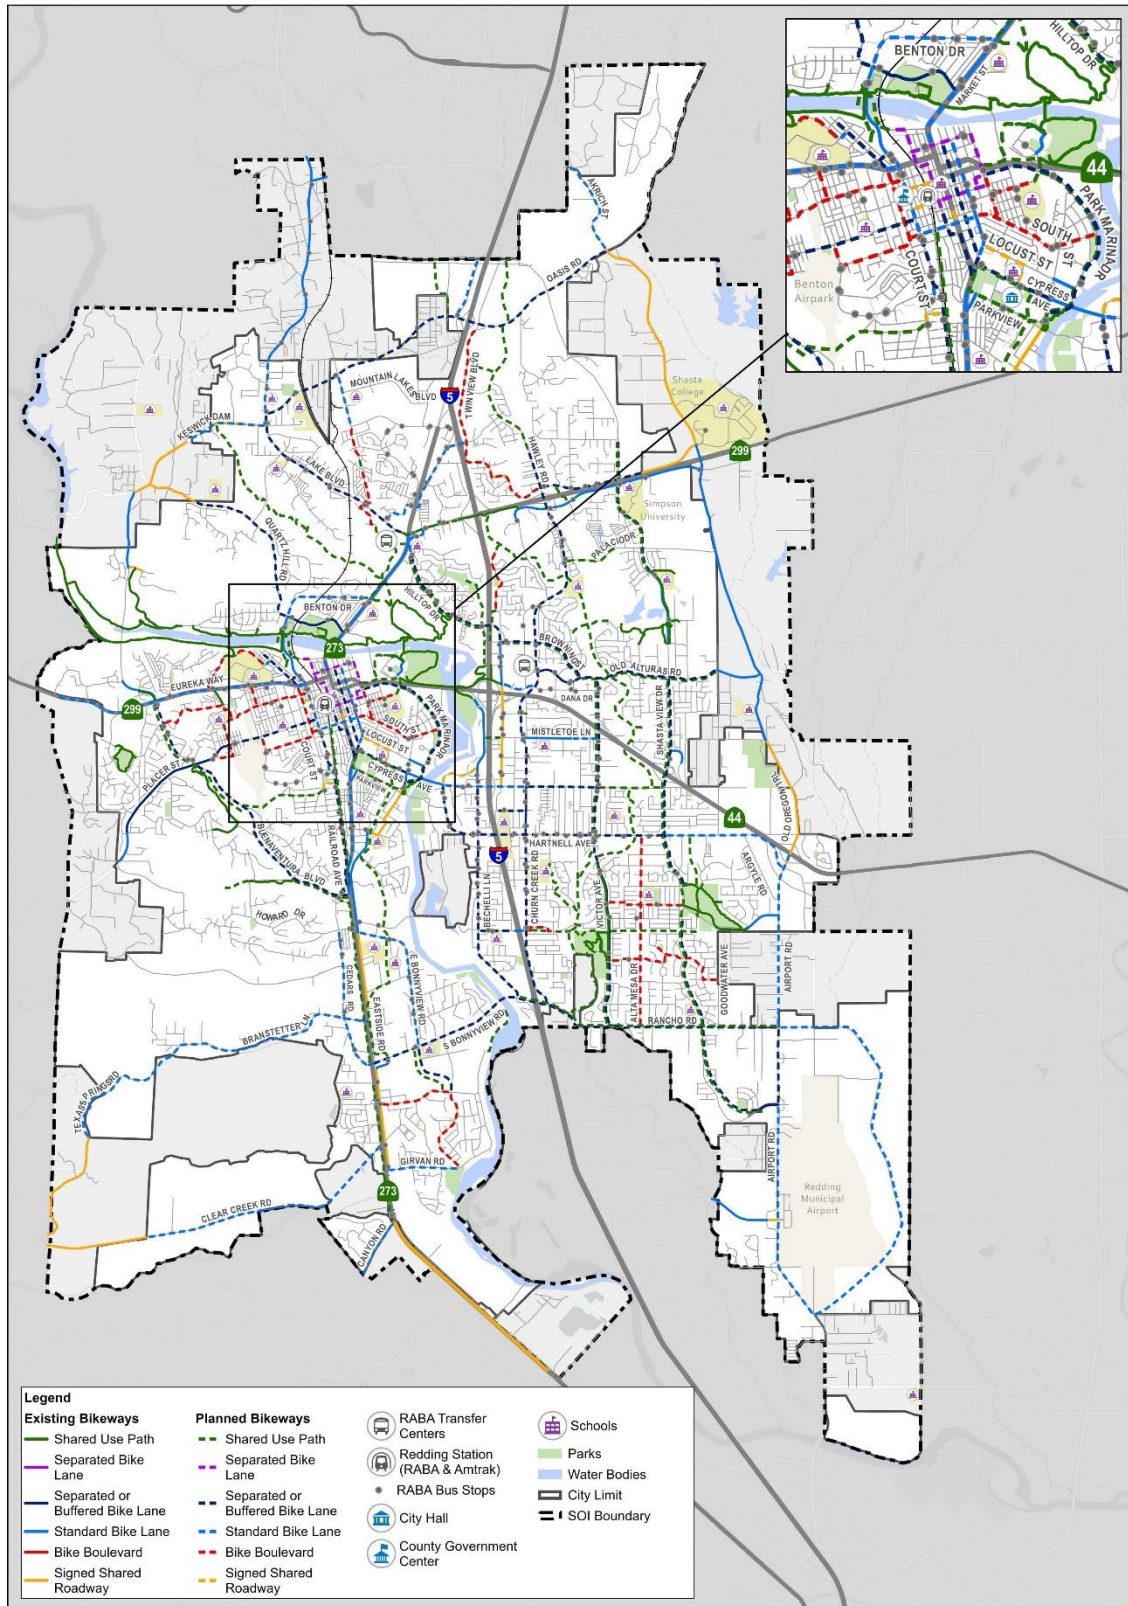 BENTON DR
HILLTOP DR
MARKET ST
44
PARK MARINA DR
SOUTH ST
LOCUST ST
CYPRESS AVE
PARKVIEW
COURT ST
Benton
Airpark
AKRICH ST
OASIS RD
MOUNTAIN LAKES BLVD
5
TWIN VIEW BLVD
Shasta
College
299
KESWICK DAM
LAKE BLVD
HAWLEY RD
Simpson
University
QUARTZ HILL RD
PALACIO DR
HILLTOP DR
BENTON DR
273
BROWNING ST
OLD ALTURAS RD
EUREKA WAY
299
DANA DR
PARK MARINA DR
SOUTH ST
LOCUST ST
MISTLETOE LN
SHASTA VIEW DR
PLACER ST
COURT ST
CYPRESS AVE
PARKVIEW
OLD OREGON TRL
44
BUENAVENTURA BLVD
RAILROAD AVE
5
HARTNELL AVE
ARGYLE RD
BECHELLI LN
CHURN CREEK RD
VICTOR AVE
HOWARD DR
CEDARS RD
E BONNYVIEW RD
EASTSIDE RD
ALTA MESA DR
GOODWATER AVE
AIRPORT RD
BRANSTETTER LN
S BONNYVIEW RD
RANCHO RD
TEXAS SPRINGS RD
GIRVAN RD
AIRPORT RD
273
CLEAR CREEK RD
CANYON RD
Redding
Municipal
Airport
Legend
Existing Bikeways
Shared Use Path
Separated Bike
Lane
Separated or
Buffered Bike Lane
Standard Bike Lane
Bike Boulevard
Signed Shared
Roadway
Planned Bikeways
Shared Use Path
Separated Bike
Lane
Separated or
Buffered Bike Lane
Standard Bike Lane
Bike Boulevard
Signed Shared
Roadway
RABA Transfer
Centers
Redding Station
(RABA & Amtrak)
RABA Bus Stops
City Hall
County Government
Center
Schools
Parks
Water Bodies
City Limit
SOI Boundary